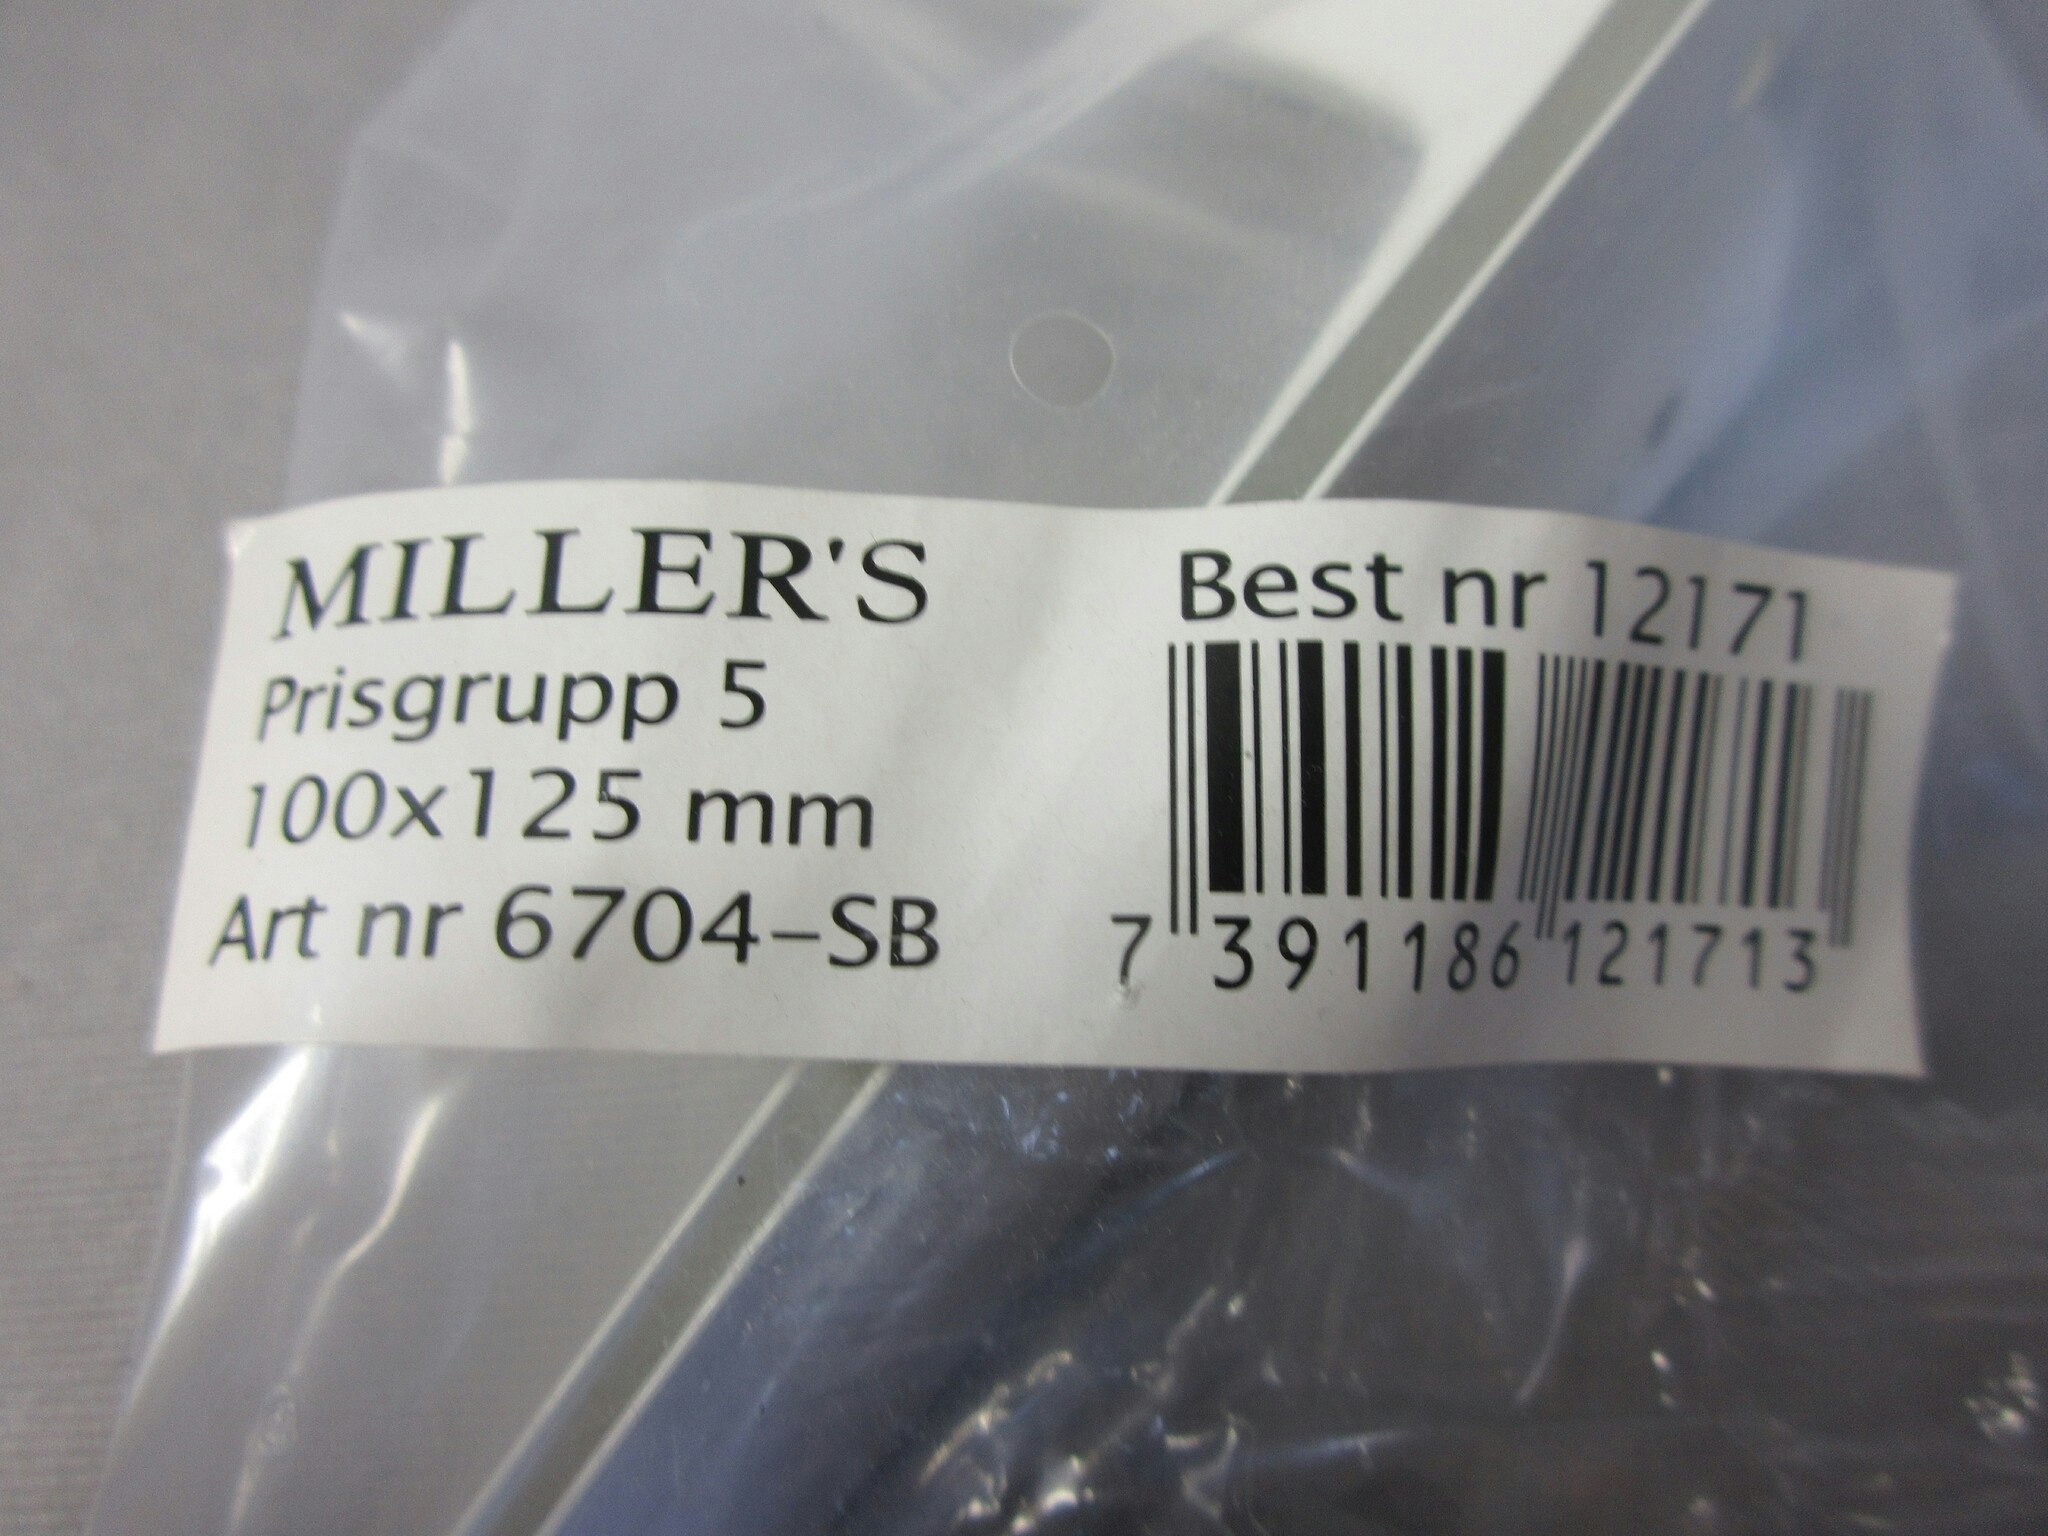 MILLER'S
Prisgrupp 5
100x125 mm
Art nr 6704-SB
Best nr 12171
7 391186 121713